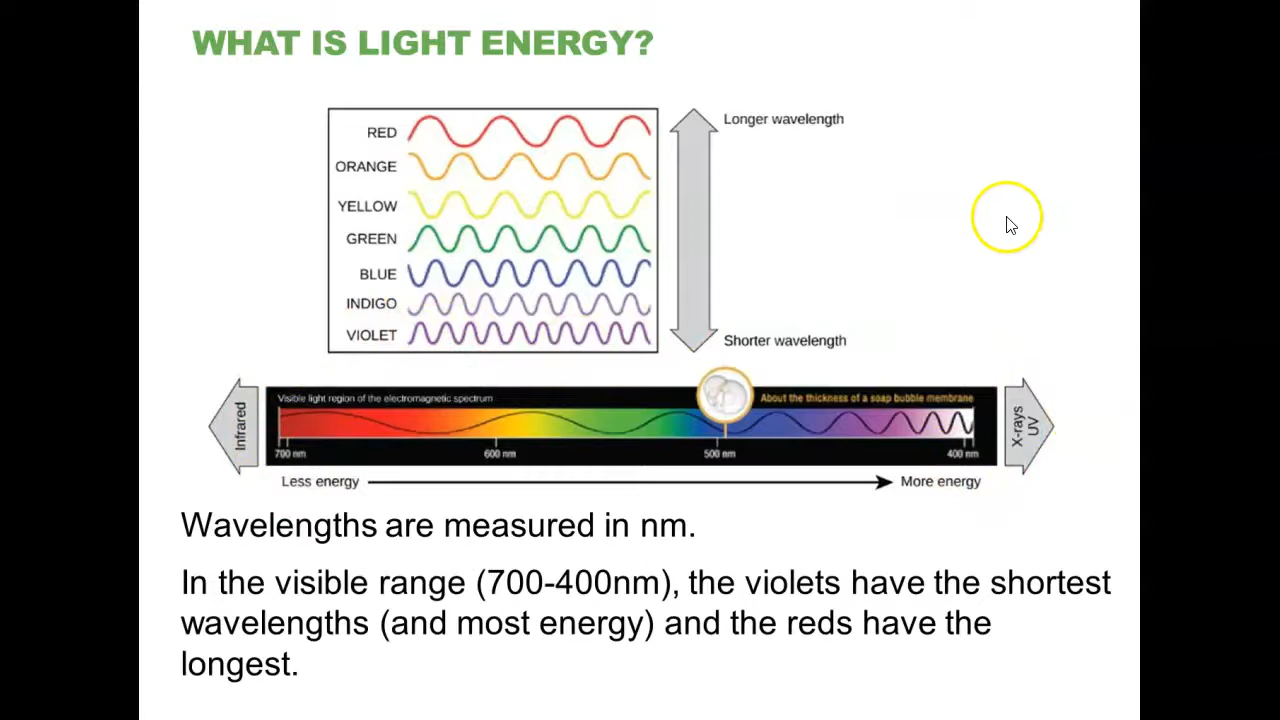 WHAT IS LIGHT ENERGY?
RED
ORANGE
YELLOW
GREEN
BLUE
INDIGO
VIOLET
Longer wavelength
Shorter wavelength
Infrared
Visible light region of the electromagnetic spectrum
About the thickness of a soap bubble membrane
700 nm
600 nm
500 nm
400 nm
X-rays
UV
Less energy
More energy
Wavelengths are measured in nm.
In the visible range (700-400nm), the violets have the shortest
wavelengths (and most energy) and the reds have the
longest.